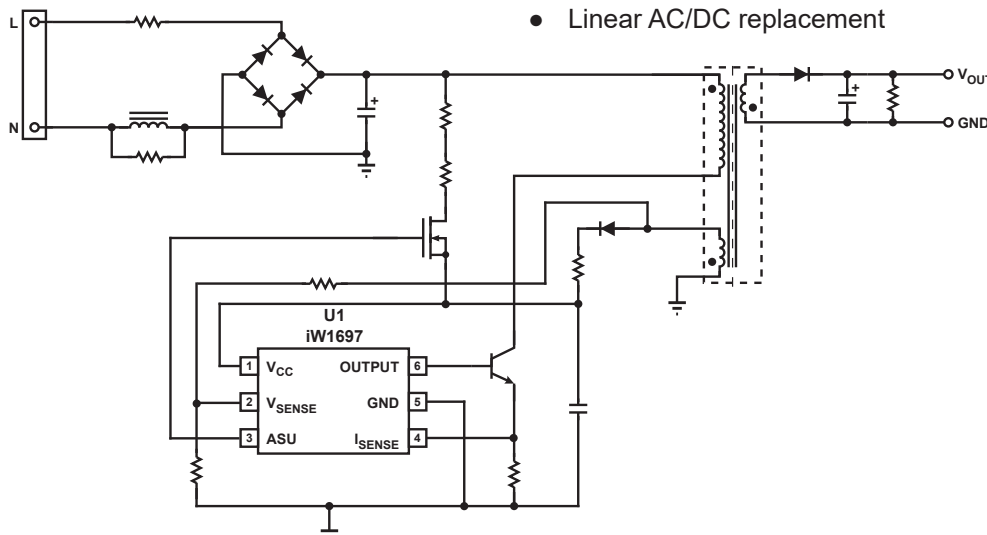 ● Linear AC/DC replacement
L
N
+
+
VOUT
GND
U1
iW1697
1 VCC OUTPUT 6
2 VSENSE GND 5
3 ASU ISENSE 4